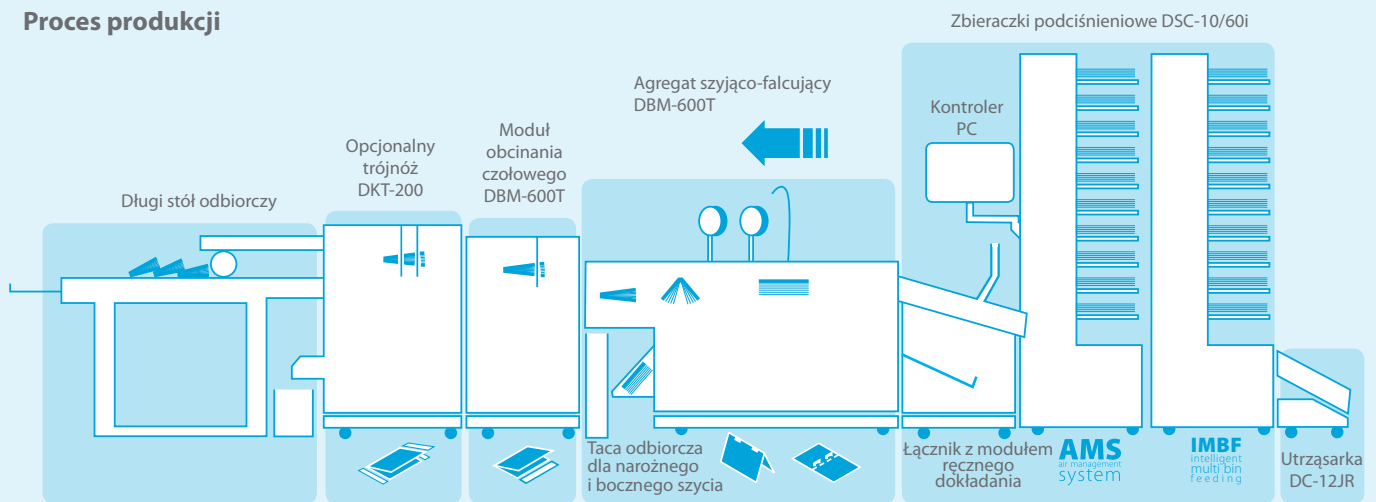 Proces produkcji
Zbieraczki podciśnieniowe DSC-10/60i
Agregat szyjąco-falcujący
DBM-600T
Kontroler
PC
Moduł
obcinania
czołowego
DBM-600T
Opcjonalny
trójnóż
DKT-200
Długi stół odbiorczy
Taca odbiorcza
dla narożnego
i bocznego szycia
Łącznik z modułem
ręcznego
dokładania
AMS
air management
system
IMBF
intelligent
multi bin
feeding
Utrząsarka
DC-12JR